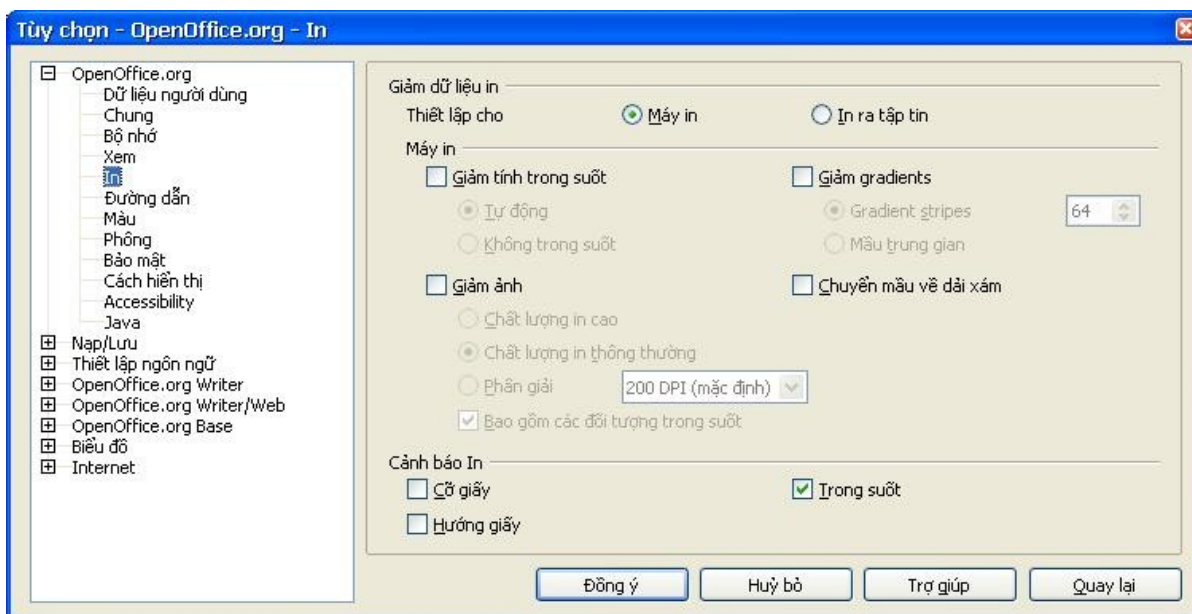 Tùy chọn - OpenOffice.org - In
OpenOffice.org
Dữ liệu người dùng
Chung
Bộ nhớ
Xem
In
Đường dẫn
Màu
Phông
Bảo mật
Cách hiển thị
Accessibility
Java
Nạp/Lưu
Thiết lập ngôn ngữ
OpenOffice.org Writer
OpenOffice.org Writer/Web
OpenOffice.org Base
Biểu đồ
Internet
Giảm dữ liệu in
Thiết lập cho Máy in In ra tập tin
Máy in
Giảm tính trong suốt Giảm gradients
Tự động Gradient stripes 64
Không trong suốt Mầu trung gian
Giảm ảnh Chuyển mầu về dải xám
Chất lượng in cao
Chất lượng in thông thường
Phân giải 200 DPI (mặc định)
Bao gồm các đối tượng trong suốt
Cảnh báo In
Cỡ giấy Trong suốt
Hướng giấy
Đồng ý Huỷ bỏ Trợ giúp Quay lại